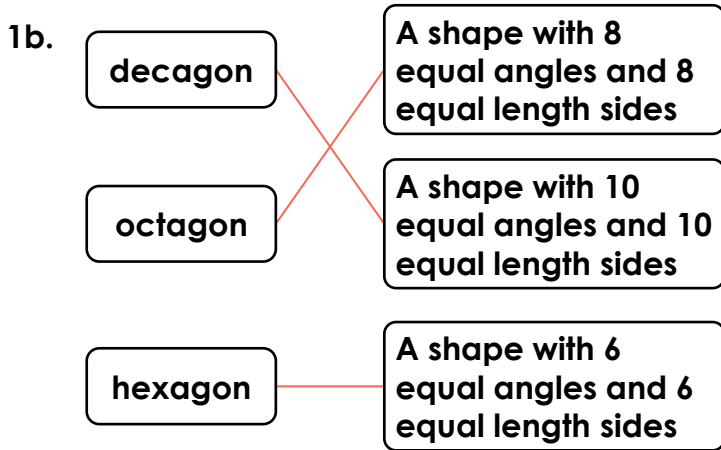 1b.
decagon
A shape with 8
equal angles and 8
equal length sides
octagon
A shape with 10
equal angles and 10
equal length sides
hexagon
A shape with 6
equal angles and 6
equal length sides